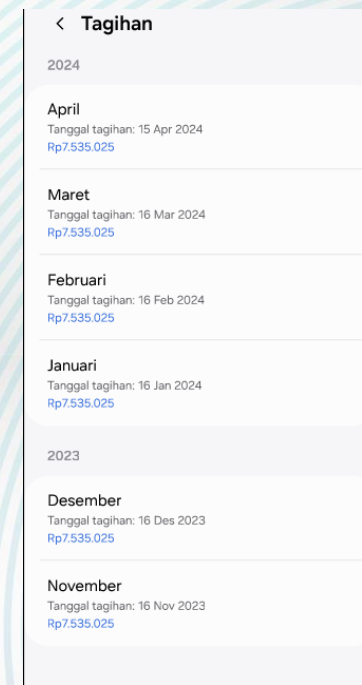 Tagihan
2024
April
Tanggal tagihan: 15 Apr 2024
Rp7.535.025
Maret
Tanggal tagihan: 16 Mar 2024
Rp7.535.025
Februari
Tanggal tagihan: 16 Feb 2024
Rp7.535.025
Januari
Tanggal tagihan: 16 Jan 2024
Rp7.535.025
2023
Desember
Tanggal tagihan: 16 Des 2023
Rp7.535.025
November
Tanggal tagihan: 16 Nov 2023
Rp7.535.025